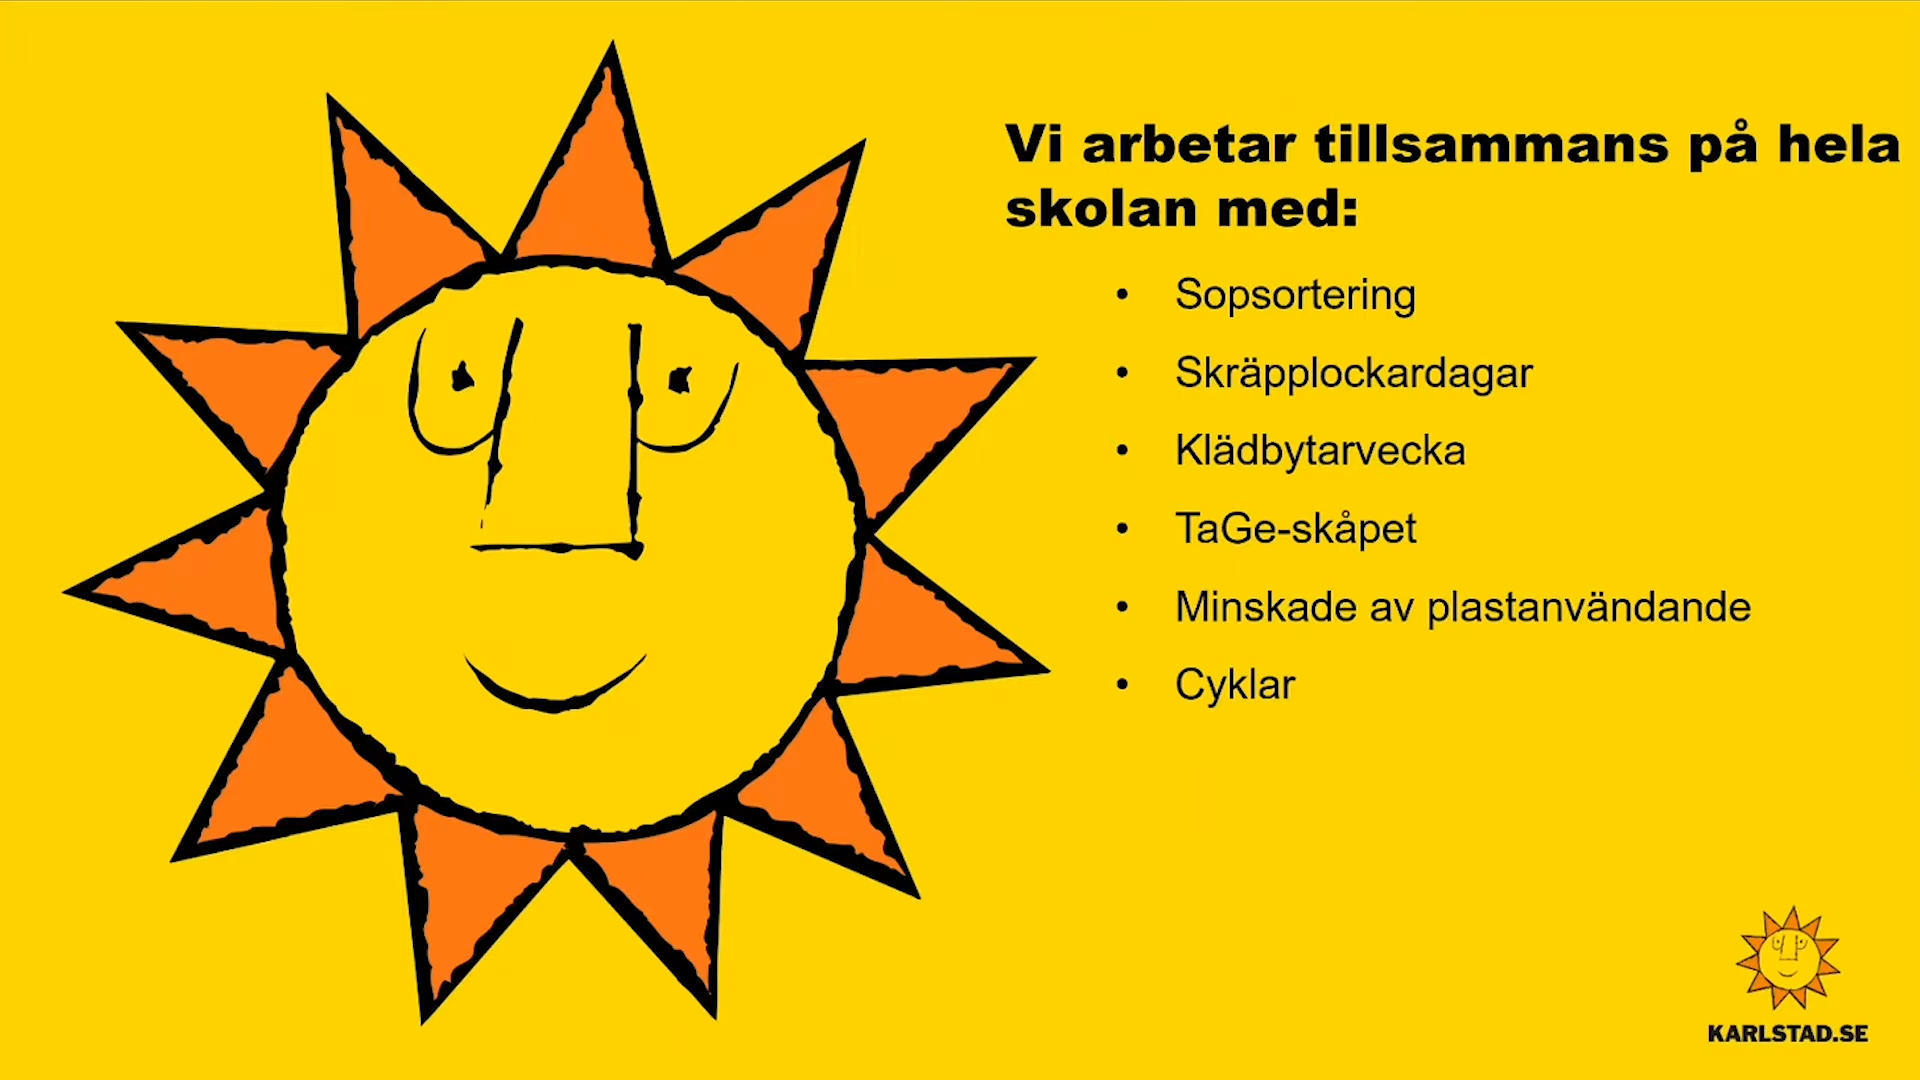 Vi arbetar tillsammans på hela
skolan med:
• Sopsortering
• Skräpplockardagar
• Klädbytarvecka
• TaGe-skåpet
• Minskade av plastanvändande
• Cyklar
KARLSTAD.SE